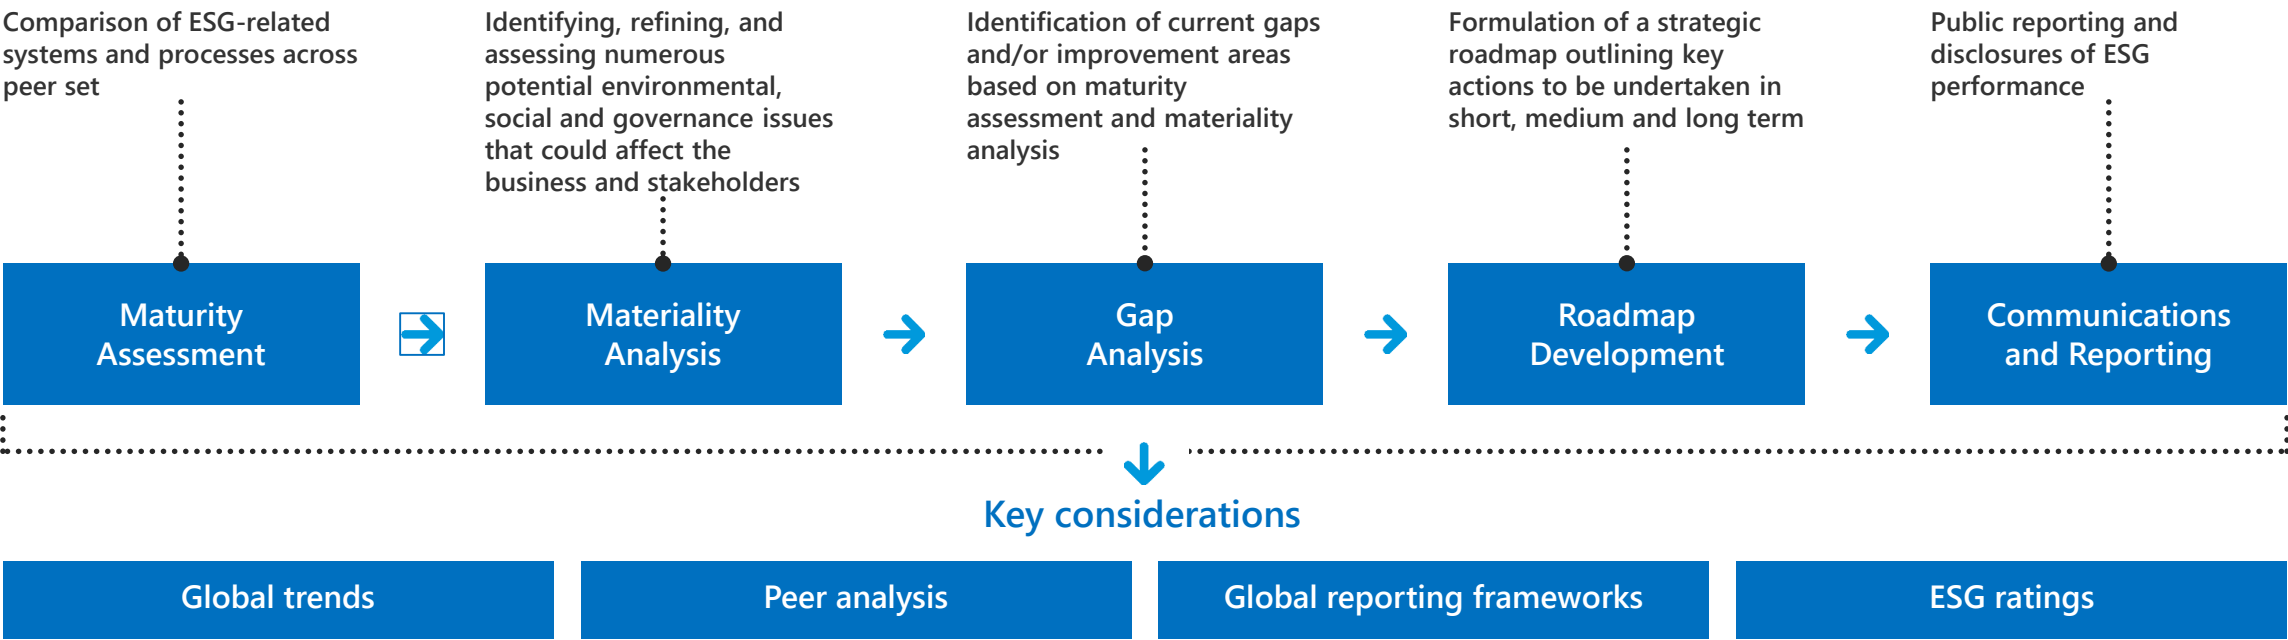 Comparison of ESG-related
systems and processes across
peer set
Identifying, refining, and
assessing numerous
potential environmental,
social and governance issues
that could affect the
business and stakeholders
Identification of current gaps
and/or improvement areas
based on maturity
assessment and materiality
analysis
Formulation of a strategic
roadmap outlining key
actions to be undertaken in
short, medium and long term
Public reporting and
disclosures of ESG
performance
Maturity
Assessment
Materiality
Analysis
Gap
Analysis
Roadmap
Development
Communications
and Reporting
Key considerations
Global trends
Peer analysis
Global reporting frameworks
ESG ratings